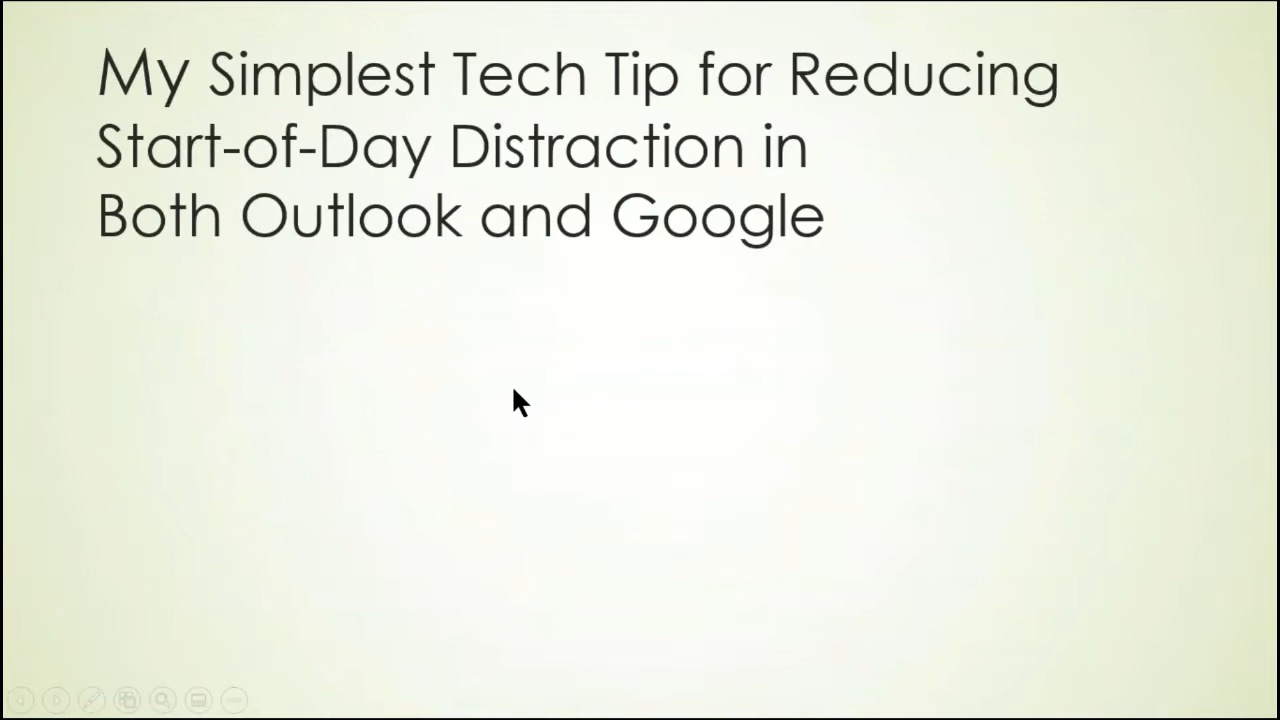 My Simplest Tech Tip for Reducing
Start-of-Day Distraction in
Both Outlook and Google